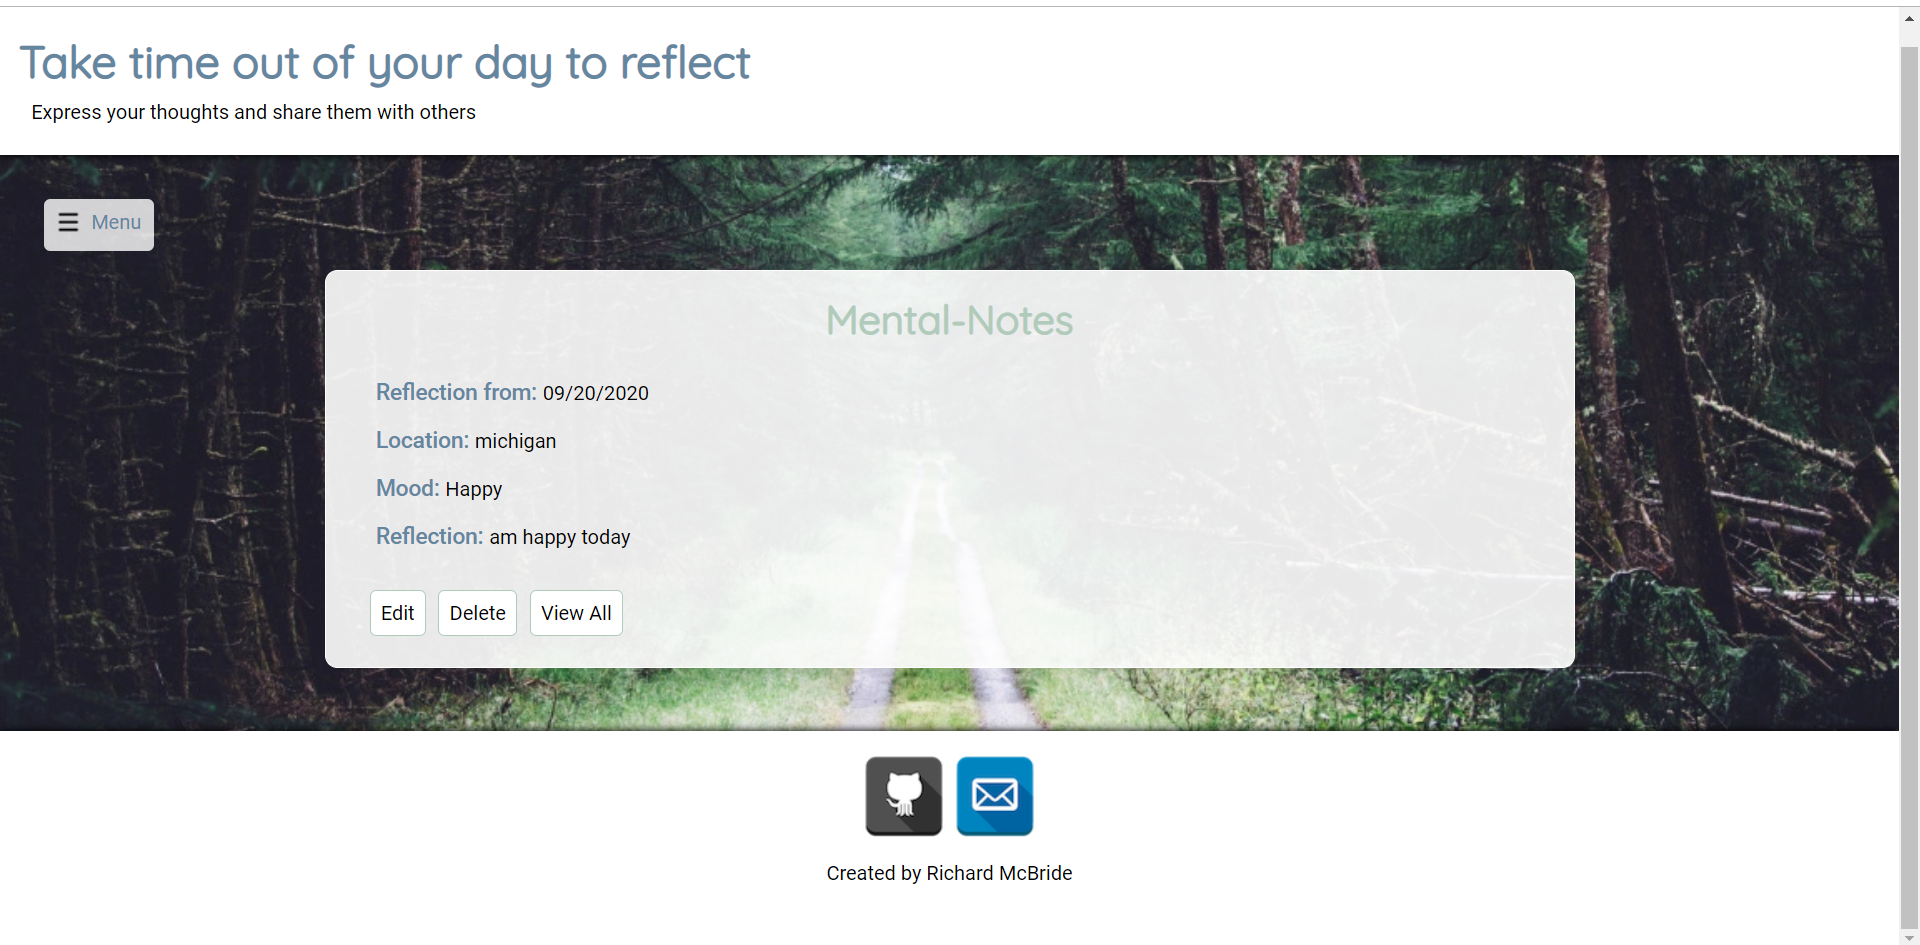 Take time out of your day to reflect
Express your thoughts and share them with others
Menu
Mental-Notes
Reflection from: 09/20/2020
Location: michigan
Mood: Happy
Reflection: am happy today
Edit Delete View All
Created by Richard McBride